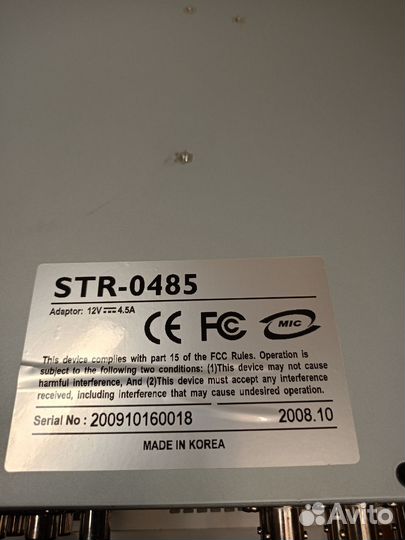 STR-0485
Adaptor: 12V⎓4.5A
CE FC MIC
This device complies with part 15 of the FCC Rules. Operation is
subject to the following two conditions: (1)This device may not cause
harmful interference, And (2)This device must accept any interference
received, including interference that may cause undesired operation.
Serial No : 200910160018 2008.10
MADE IN KOREA
Avito